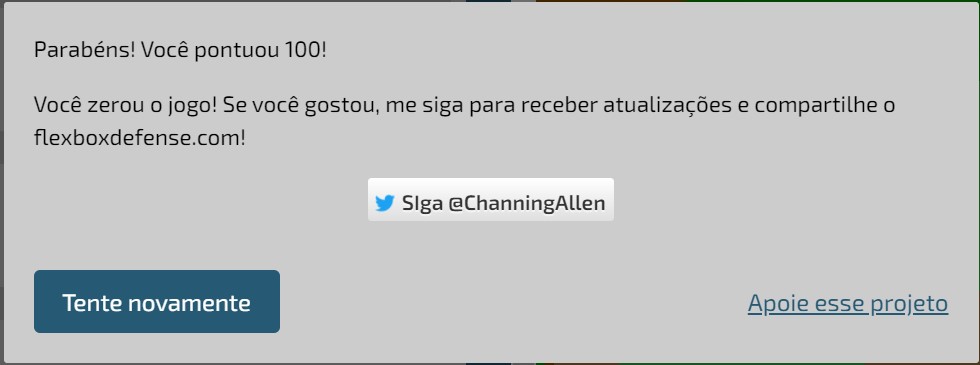 Parabéns! Você pontuou 100!
Você zerou o jogo! Se você gostou, me siga para receber atualizações e compartilhe o
flexboxdefense.com!
SIga @ChanningAllen
Tente novamente
Apoie esse projeto